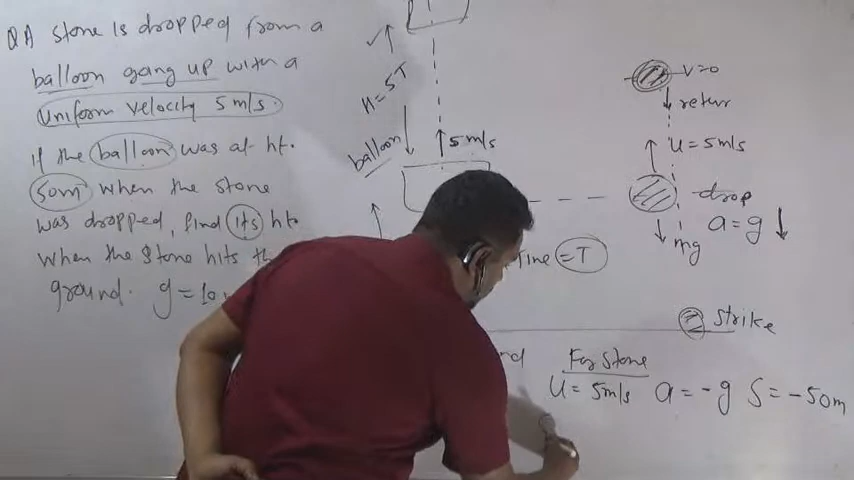 Q A stone is dropped from a
balloon going up with a
uniform velocity 5 m/s.
if the balloon was at ht.
50m when the stone
was dropped, find its ht
when the stone hits th
ground. g = 10
H = 5T
balloon
5 m/s
time = T
v = 0
return
u = 5 m/s
drop
a = g
mg
strike
For stone
u = 5 m/s a = -g S = -50m